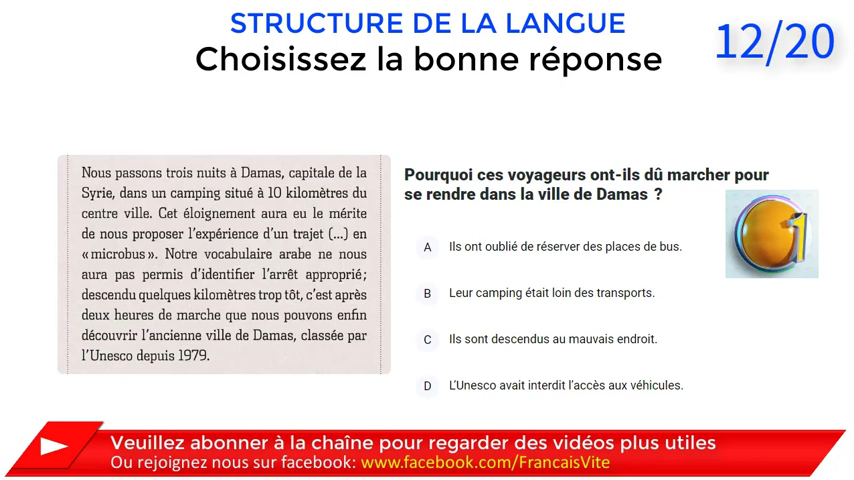 STRUCTURE DE LA LANGUE
Choisissez la bonne réponse
12/20
Nous passons trois nuits à Damas, capitale de la
Syrie, dans un camping situé à 10 kilomètres du
centre ville. Cet éloignement aura eu le mérite
de nous proposer l'expérience d'un trajet (...) en
« microbus ». Notre vocabulaire arabe ne nous
aura pas permis d'identifier l'arrêt approprié ;
descendu quelques kilomètres trop tôt, c'est après
deux heures de marche que nous pouvons enfin
découvrir l'ancienne ville de Damas, classée par
l'Unesco depuis 1979.
Pourquoi ces voyageurs ont-ils dû marcher pour
se rendre dans la ville de Damas ?
1
A Ils ont oublié de réserver des places de bus.
B Leur camping était loin des transports.
C Ils sont descendus au mauvais endroit.
D L'Unesco avait interdit l'accès aux véhicules.
Veuillez abonner à la chaîne pour regarder des vidéos plus utiles
Ou rejoignez nous sur facebook: www.facebook.com/FrancaisVite